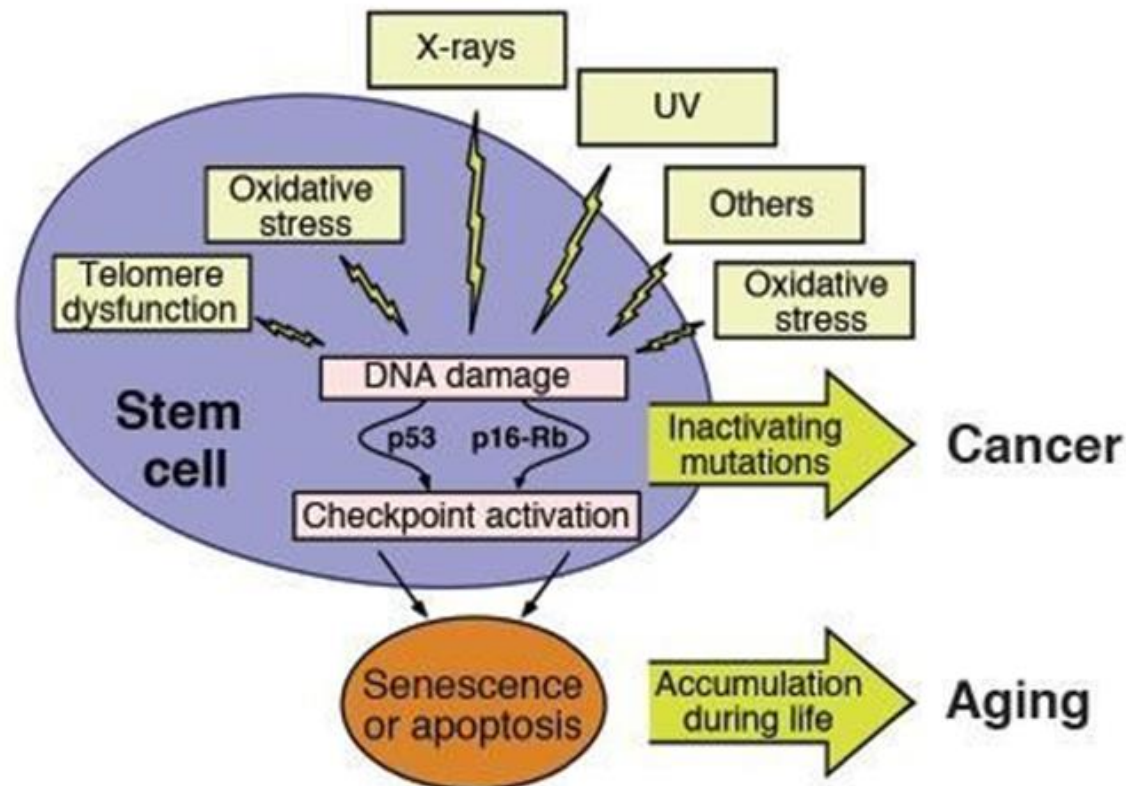 X-rays
UV
Oxidative
stress
Others
Telomere
dysfunction
Oxidative
stress
DNA damage
Stem
cell
p53
p16-Rb
Inactivating
mutations
Cancer
Checkpoint activation
Senescence
or apoptosis
Accumulation
during life
Aging